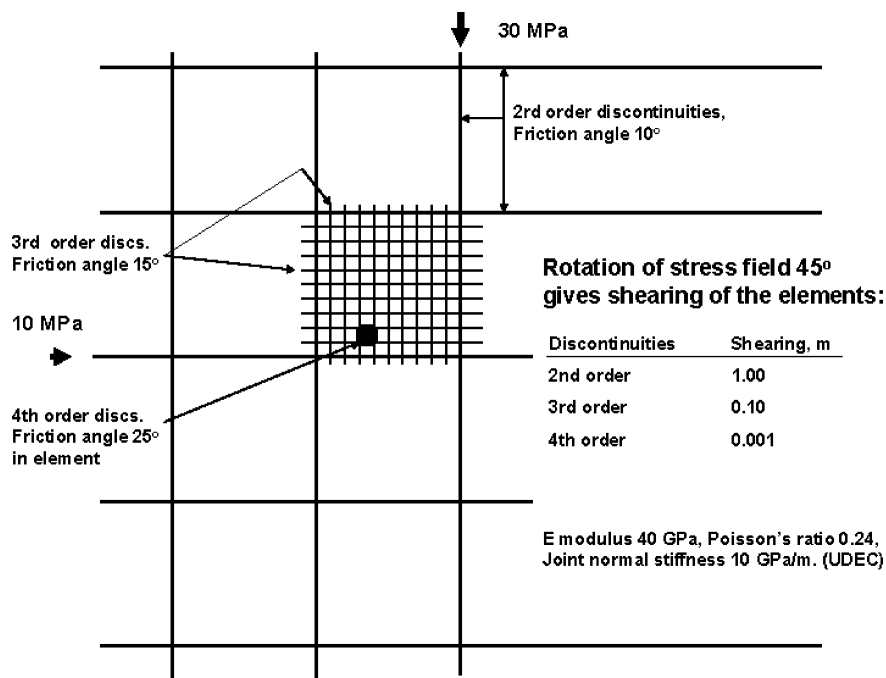 30 MPa
2rd order discontinuities,
Friction angle 10°
3rd order discs.
Friction angle 15°
10 MPa
4th order discs.
Friction angle 25°
in element
Rotation of stress field 45°
gives shearing of the elements:
Discontinuities Shearing, m
2nd order 1.00
3rd order 0.10
4th order 0.001
E modulus 40 GPa, Poisson's ratio 0.24,
Joint normal stiffness 10 GPa/m. (UDEC)